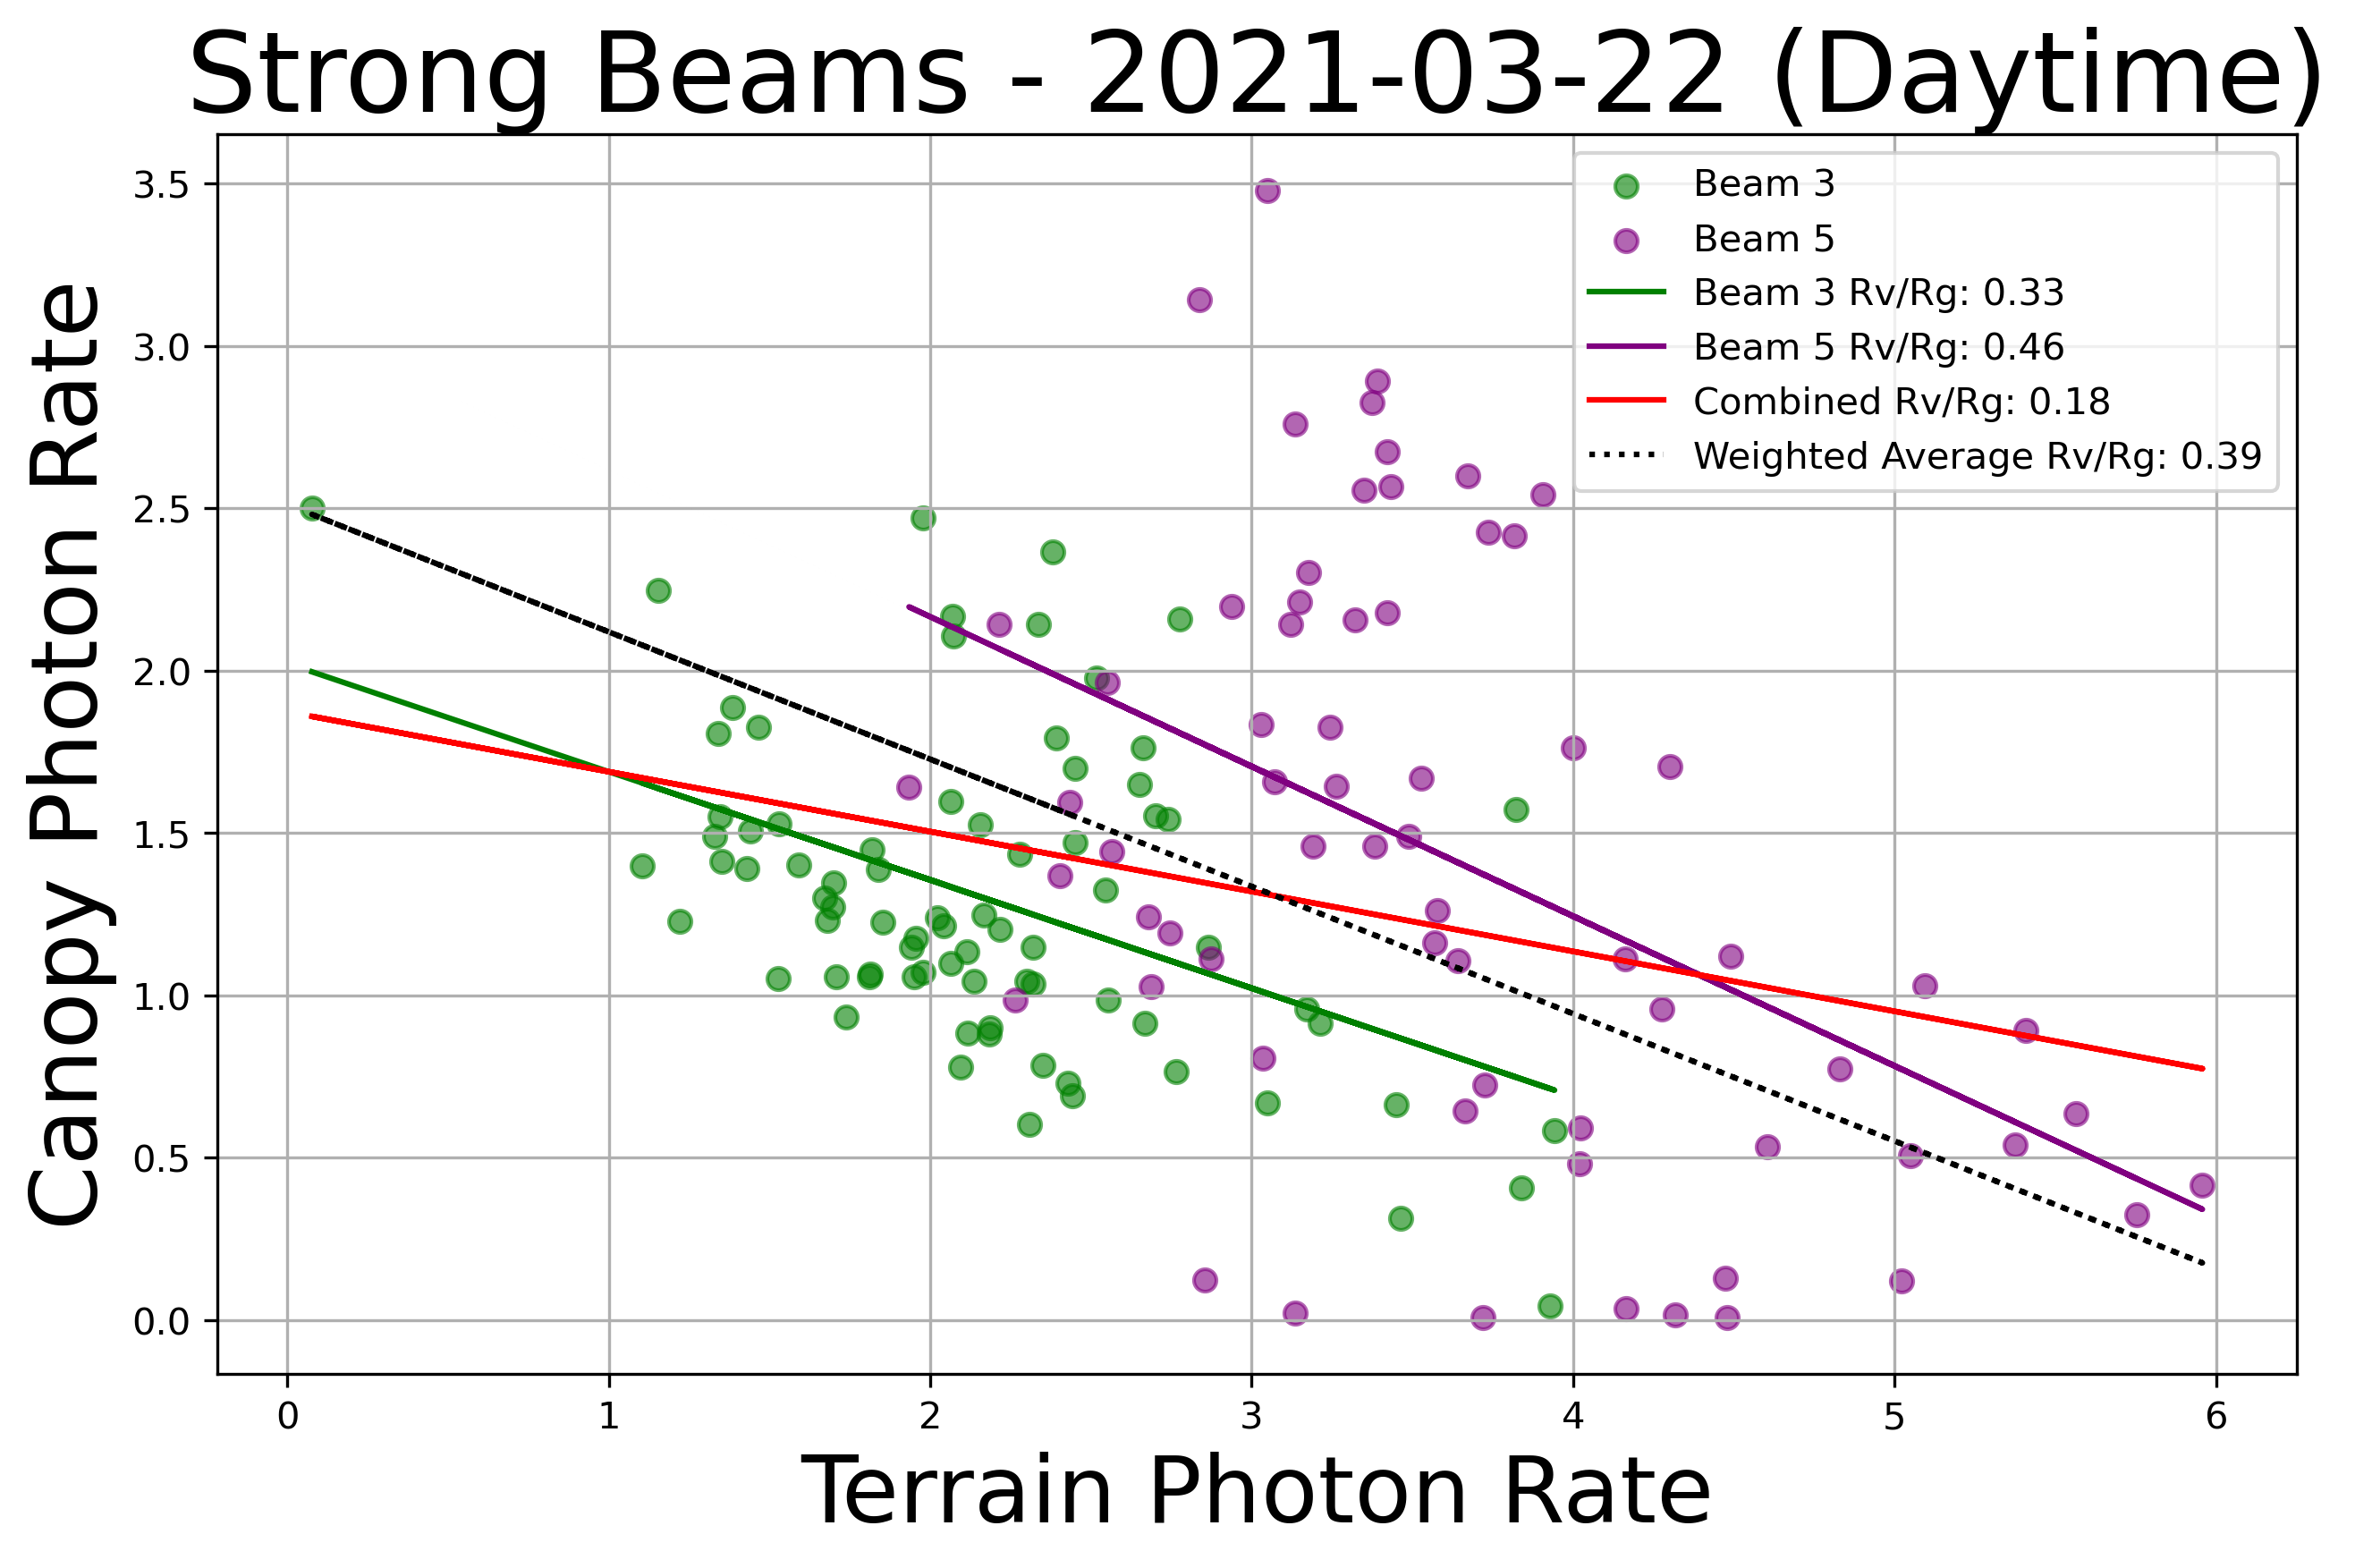 Strong Beams - 2021-03-22 (Daytime)
Canopy Photon Rate
3.5
3.0
2.5
2.0
1.5
1.0
0.5
0.0
Beam 3
Beam 5
Beam 3 Rv/Rg: 0.33
Beam 5 Rv/Rg: 0.46
Combined Rv/Rg: 0.18
Weighted Average Rv/Rg: 0.39
0 1 2 3 4 5 6
Terrain Photon Rate